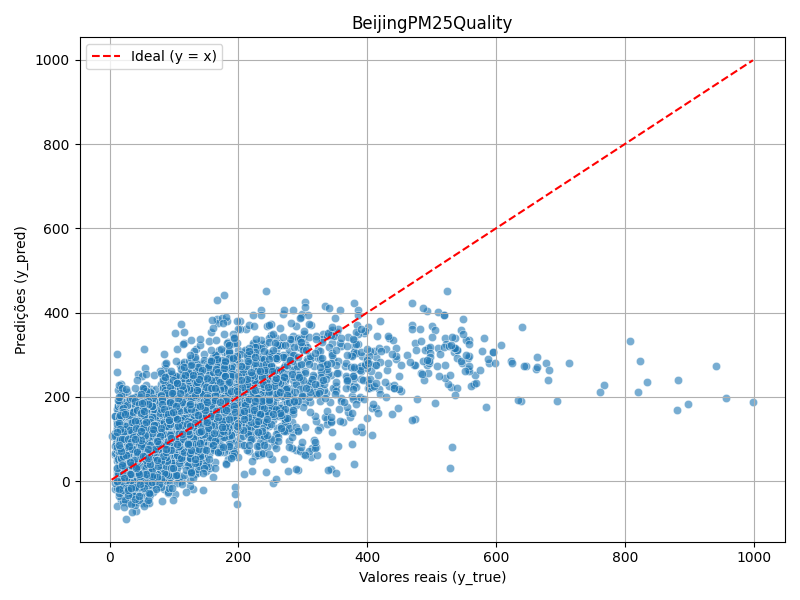 BeijingPM25Quality
Ideal (y = x)
1000
800
600
400
200
0
Predições (y_pred)
0 200 400 600 800 1000
Valores reais (y_true)